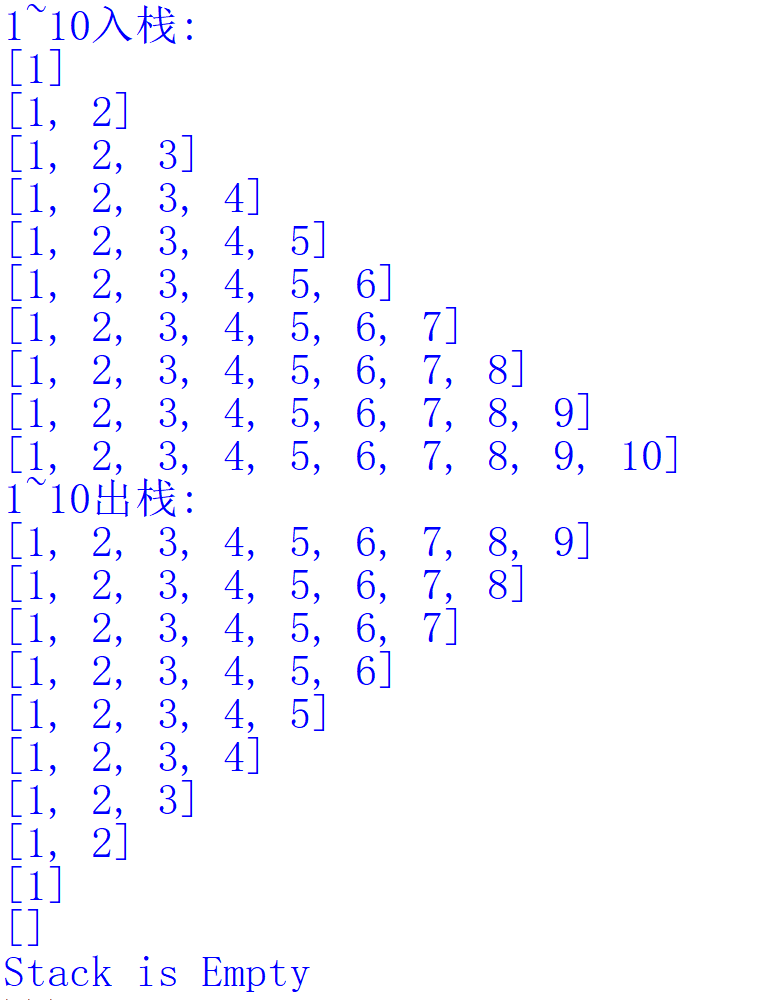 1~10入栈:
[1]
[1, 2]
[1, 2, 3]
[1, 2, 3, 4]
[1, 2, 3, 4, 5]
[1, 2, 3, 4, 5, 6]
[1, 2, 3, 4, 5, 6, 7]
[1, 2, 3, 4, 5, 6, 7, 8]
[1, 2, 3, 4, 5, 6, 7, 8, 9]
[1, 2, 3, 4, 5, 6, 7, 8, 9, 10]
1~10出栈:
[1, 2, 3, 4, 5, 6, 7, 8, 9]
[1, 2, 3, 4, 5, 6, 7, 8]
[1, 2, 3, 4, 5, 6, 7]
[1, 2, 3, 4, 5, 6]
[1, 2, 3, 4, 5]
[1, 2, 3, 4]
[1, 2, 3]
[1, 2]
[1]
[]
Stack is Empty